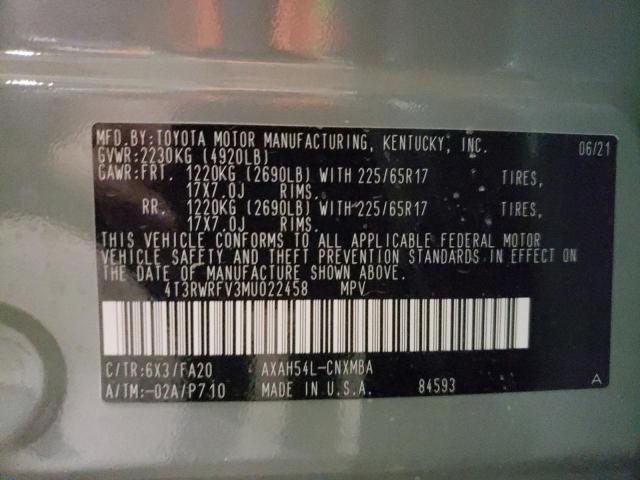 MFD.BY:TOYOTA MOTOR MANUFACTURING, KENTUCKY, INC. 06/21
GVWR:2230KG (4920LB)
GAWR:FRT. 1220KG (2690LB) WITH 225/65R17 TIRES,
17X7.0J RIMS.
RR. 1220KG (2690LB) WITH 225/65R17 TIRES,
17X7.0J RIMS.
THIS VEHICLE CONFORMS TO ALL APPLICABLE FEDERAL MOTOR
VEHICLE SAFETY AND THEFT PREVENTION STANDARDS IN EFFECT ON
THE DATE OF MANUFACTURE SHOWN ABOVE.
4T3RWRFV3MU022458 MPV
C/TR:6X3/FA20 AXAH54L-CNXMBA
A/TM:-02A/P710 MADE IN U.S.A. 84593 A